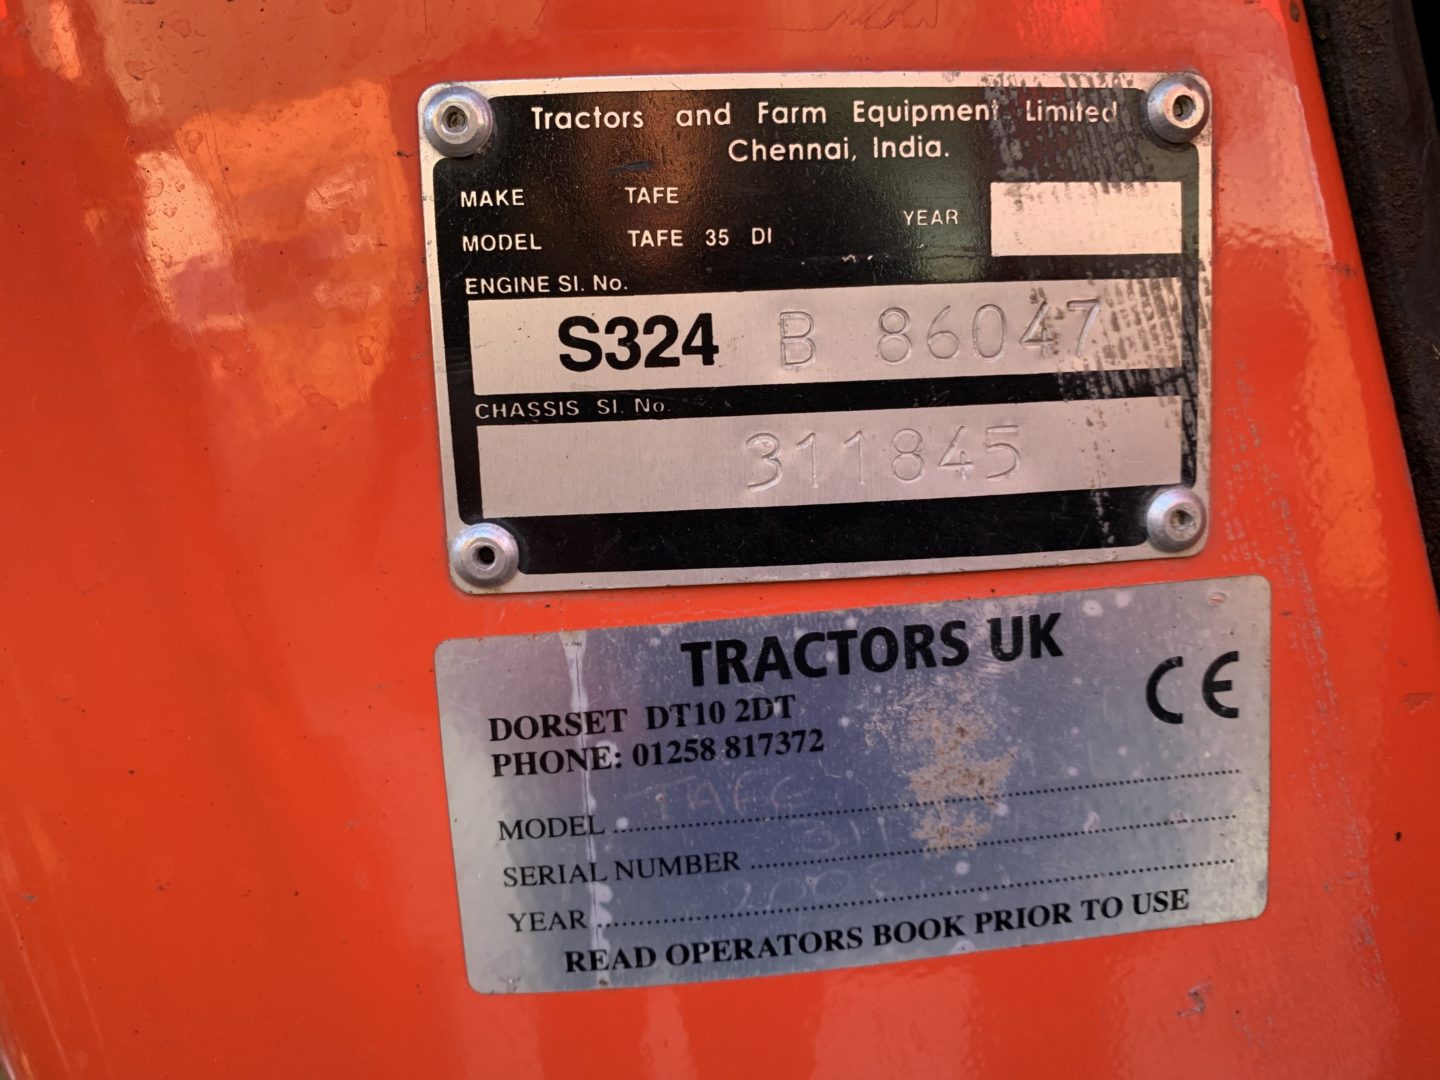 Tractors and Farm Equipment Limited
Chennai, India.
MAKE TAFE
MODEL TAFE 35 DI YEAR
ENGINE Sl. No.
S324 B 86047
CHASSIS Sl. No.
311845
TRACTORS UK
DORSET DT10 2DT
PHONE: 01258 817372
CE
TAFE
MODEL
SERIAL NUMBER
YEAR
READ OPERATORS BOOK PRIOR TO USE